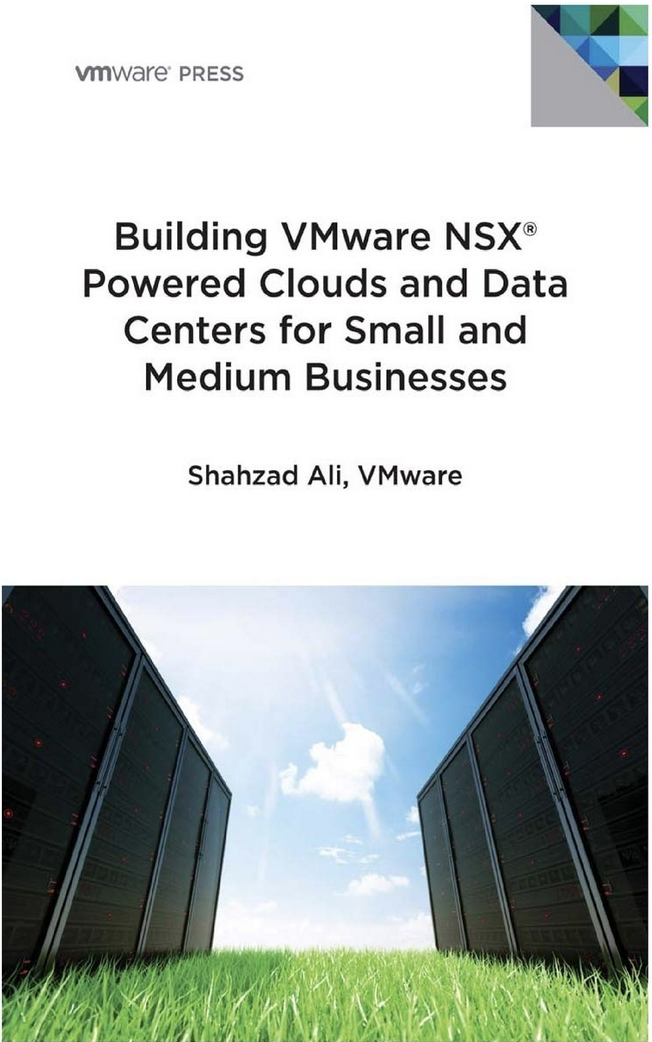 vmware® PRESS
Building VMware NSX®
Powered Clouds and Data
Centers for Small and
Medium Businesses
Shahzad Ali, VMware